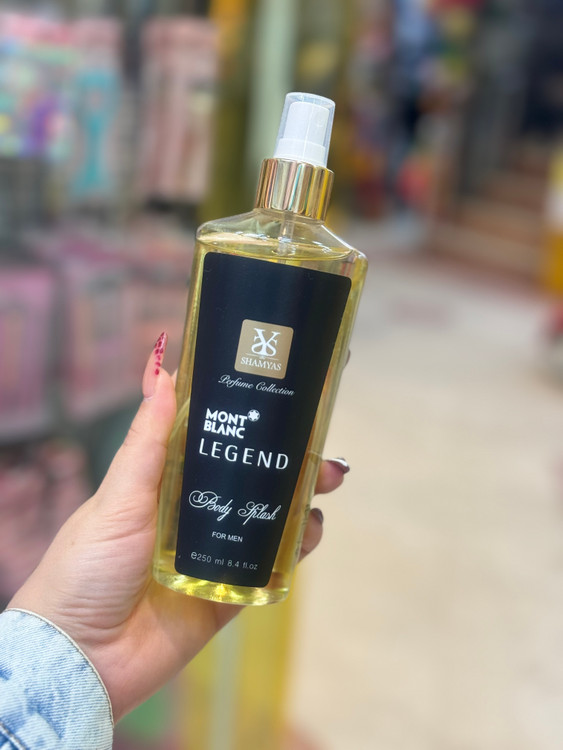 YS
SHAMYAS
Perfume Collection
MONT
BLANC
LEGEND
Body Splash
FOR MEN
e250 ml 8.4 fl.oz